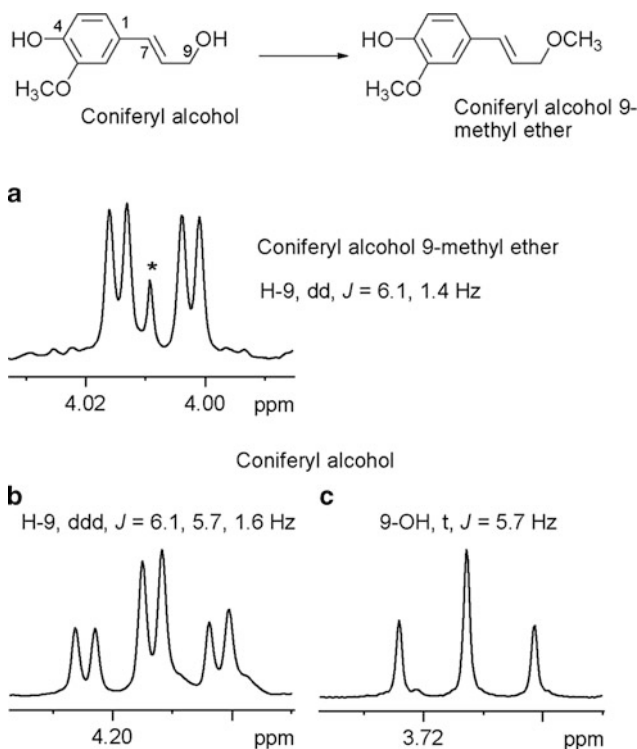 HO
4
1
7
9
OH
H₃CO
Coniferyl alcohol
HO
OCH₃
H₃CO
Coniferyl alcohol 9-
methyl ether
a
*
Coniferyl alcohol 9-methyl ether
H-9, dd, J = 6.1, 1.4 Hz
4.02 4.00 ppm
Coniferyl alcohol
b
H-9, ddd, J = 6.1, 5.7, 1.6 Hz
4.20 ppm
c
9-OH, t, J = 5.7 Hz
3.72 ppm